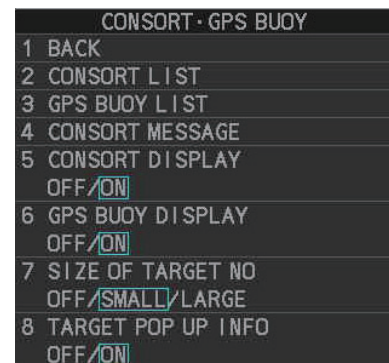 CONSORT·GPS BUOY
1 BACK
2 CONSORT LIST
3 GPS BUOY LIST
4 CONSORT MESSAGE
5 CONSORT DISPLAY
OFF/ON
6 GPS BUOY DISPLAY
OFF/ON
7 SIZE OF TARGET NO
OFF/SMALL/LARGE
8 TARGET POP UP INFO
OFF/ON